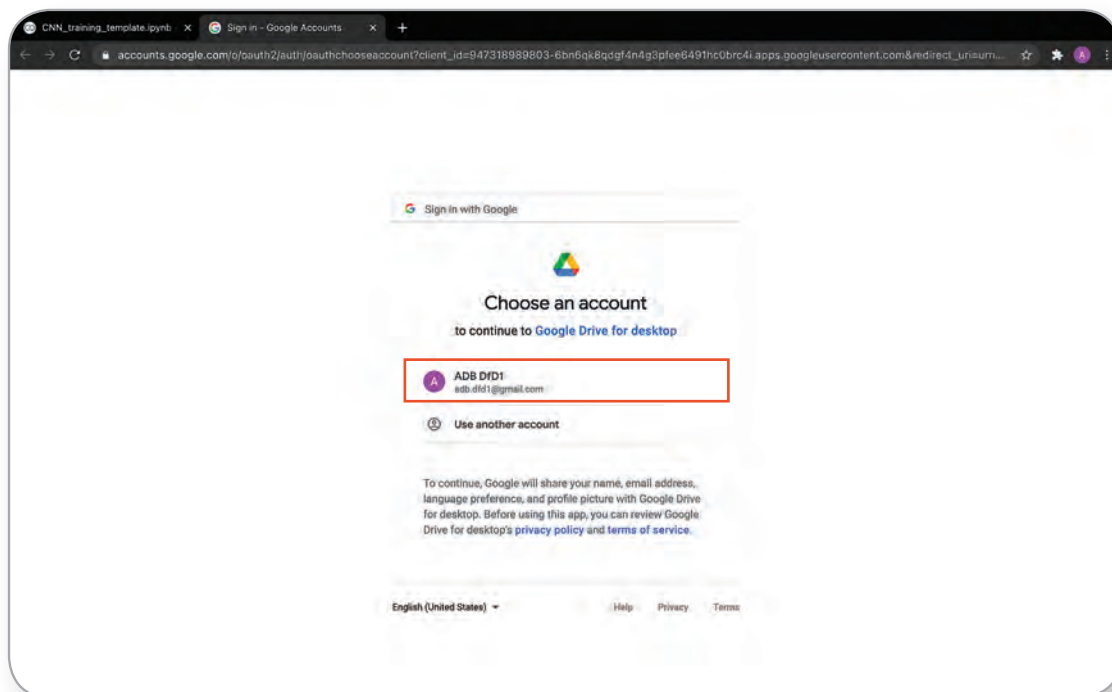 CNN_training_template.ipynb
Sign in - Google Accounts
accounts.google.com/o/oauth2/auth/oauthchooseaccount?client_id=947318989803-6bn6qk8qdgf4n4g3pfee6491hc0brc4i.apps.googleusercontent.com&redirect_uri=urn...
A
Sign in with Google
Choose an account
to continue to Google Drive for desktop
A
ADB DfD1
adb.dfd1@gmail.com
Use another account
To continue, Google will share your name, email address,
language preference, and profile picture with Google Drive
for desktop. Before using this app, you can review Google
Drive for desktop's privacy policy and terms of service.
English (United States)
Help Privacy Terms